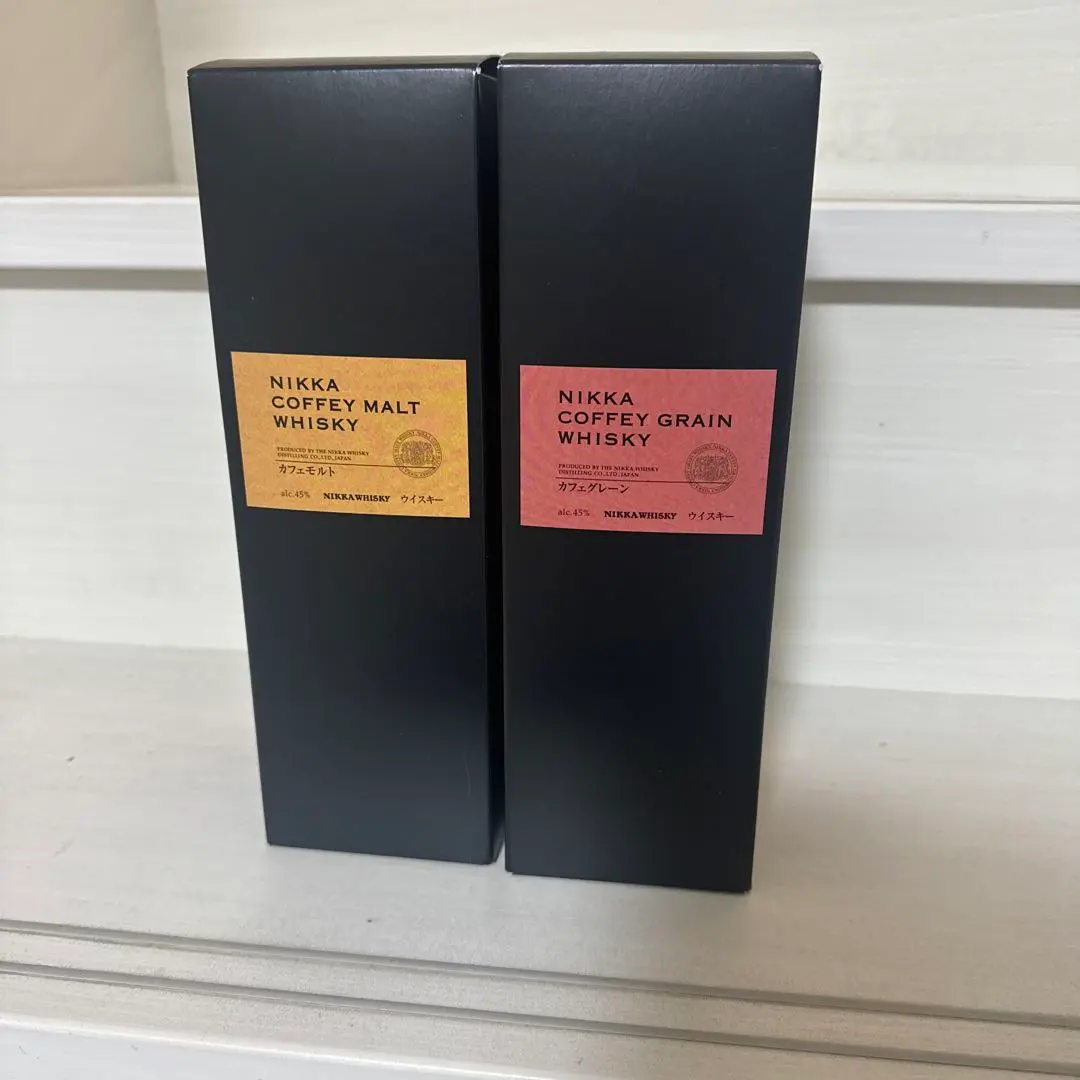 NIKKA
COFFEY MALT
WHISKY
PRODUCED BY THE NIKKA WHISKY
DISTILLING CO., LTD., JAPAN
カフェモルト
alc.45% NIKKA WHISKY ウイスキー
NIKKA
COFFEY GRAIN
WHISKY
PRODUCED BY THE NIKKA WHISKY
DISTILLING CO., LTD., JAPAN
カフェグレーン
alc.45% NIKKA WHISKY ウイスキー